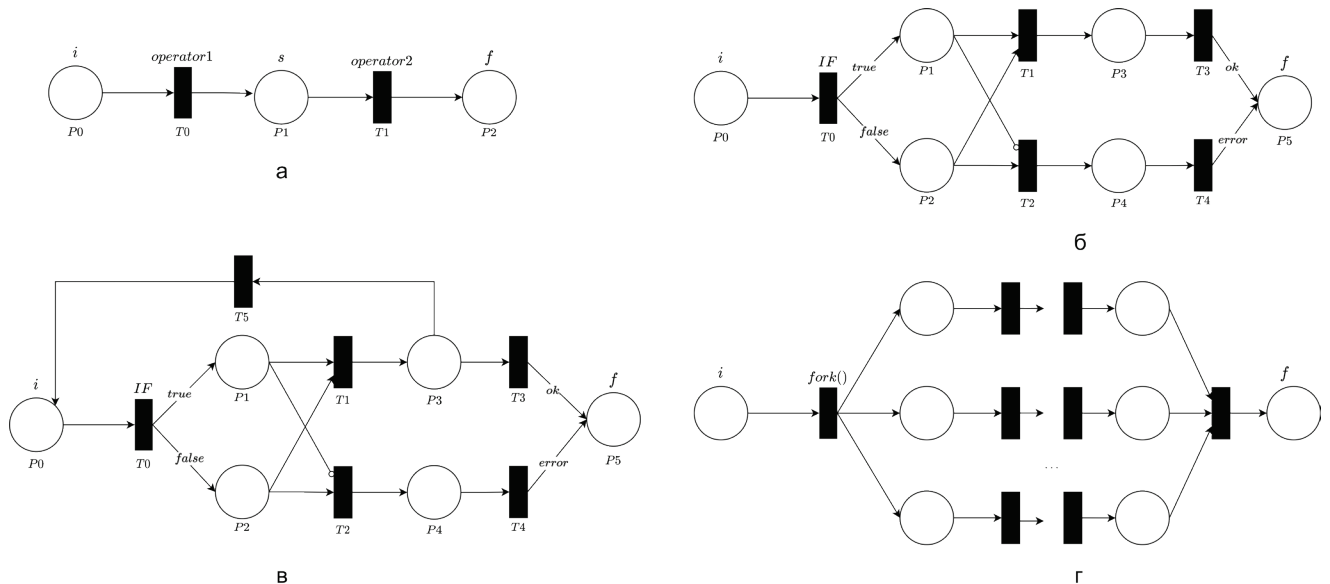 i operator1 s operator2 f
P0 T0 P1 T1 P2
а
i IF true false P1 P2 T1 T2 P3 P4 T3 T4 ok error f
P0 T0 P5
б
T5
i IF true false P1 P2 T1 T2 P3 P4 T3 T4 ok error f
P0 T0 P5
в
i fork() f
...
г